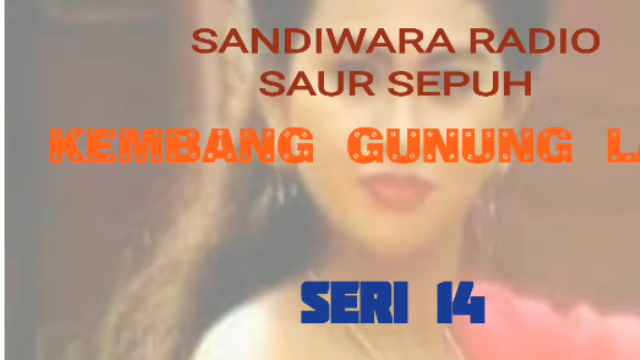 SANDIWARA RADIO
SAUR SEPUH
KEMBANG GUNUNG
SERI 14